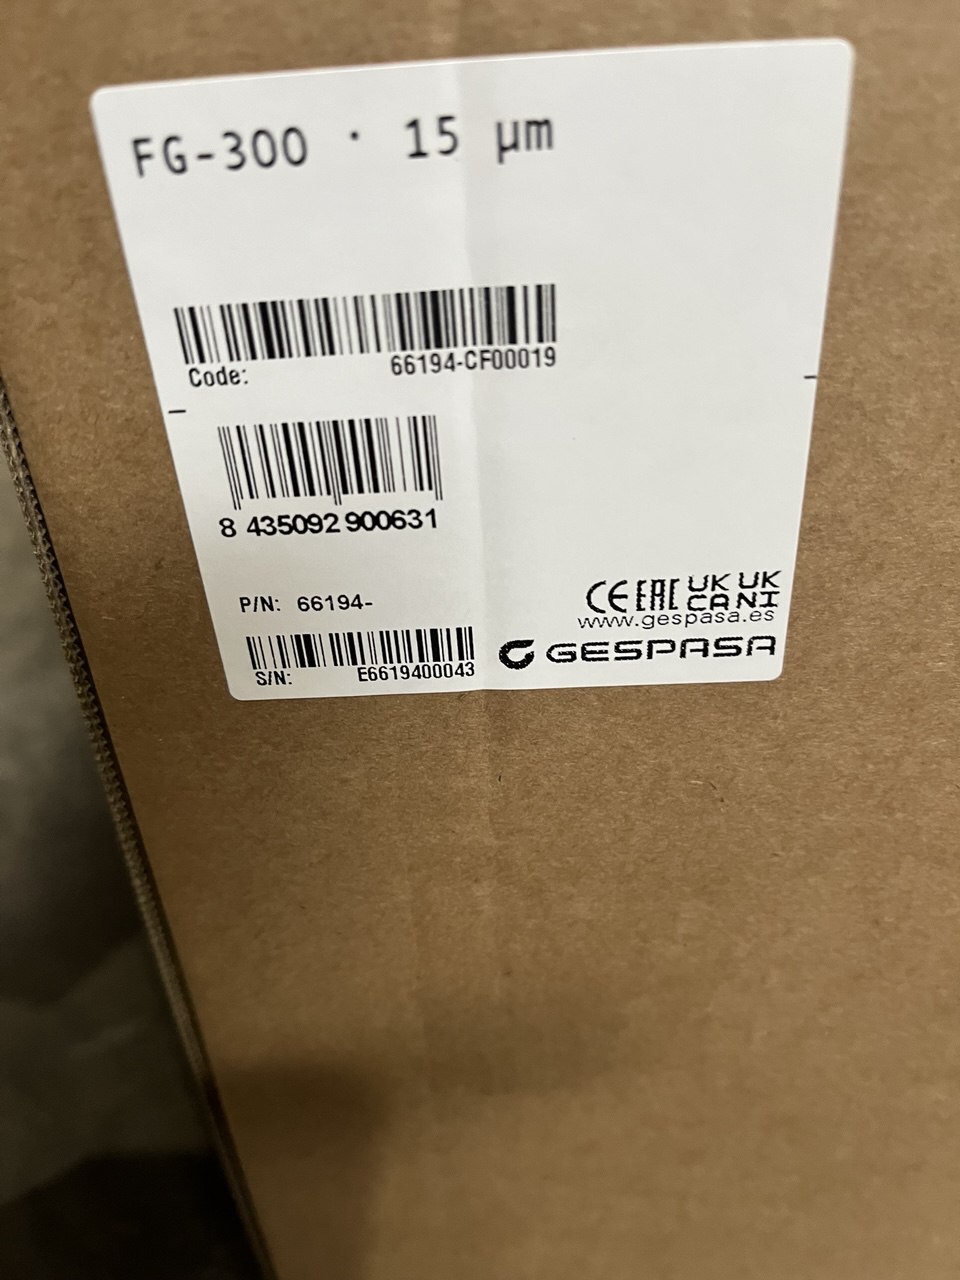 FG-300 · 15 µm
Code: 66194-CF00019
8 435092 900631
P/N: 66194-
CE EAC UK CA UK NI
www.gespasa.es
S/N: E6619400043
GESPASA